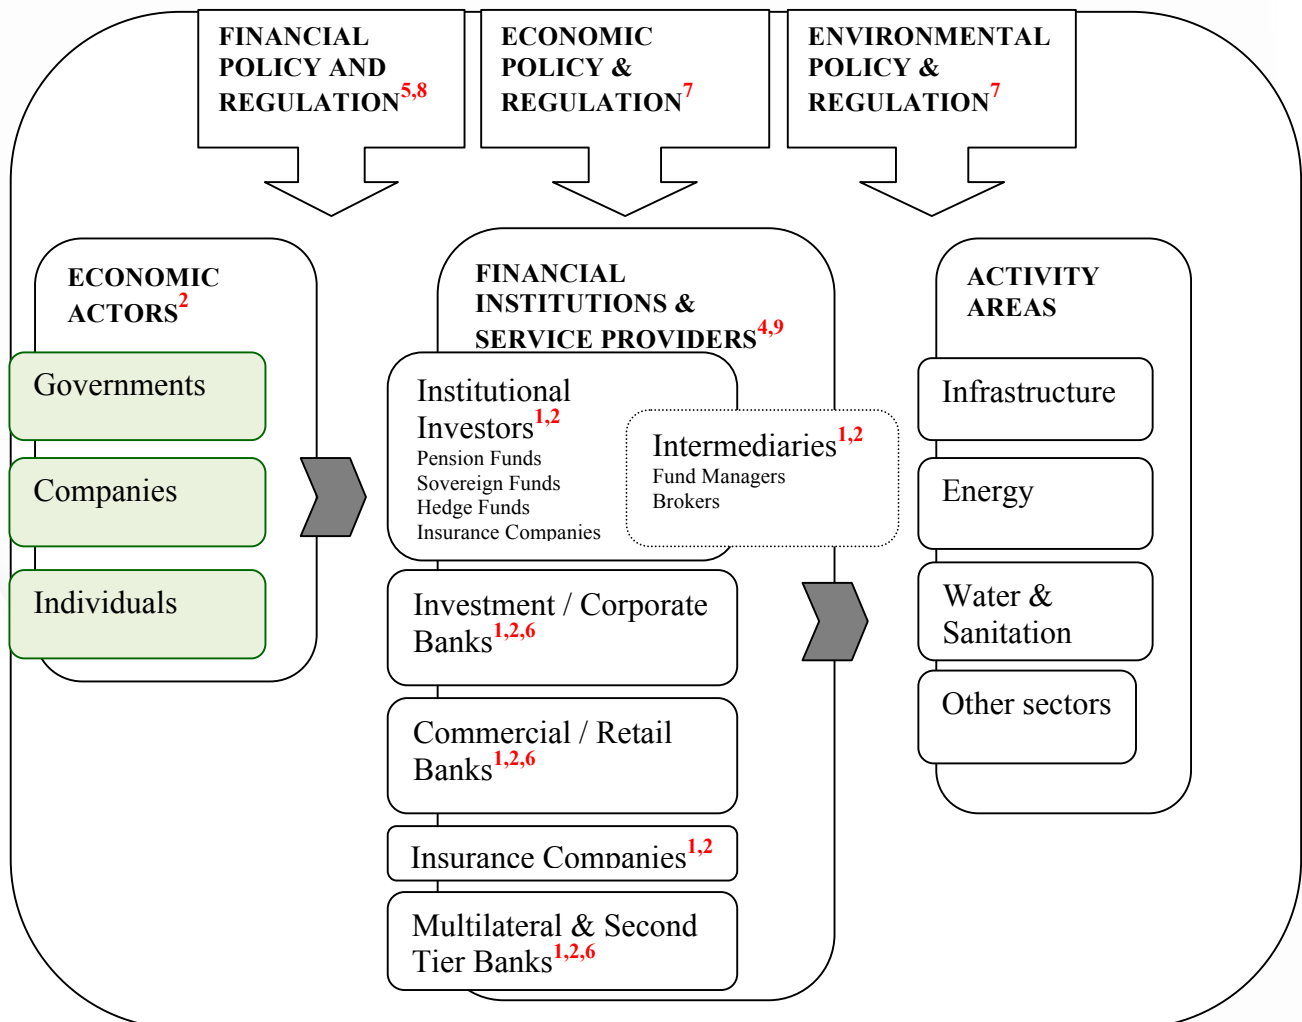 FINANCIAL
POLICY AND
REGULATION5,8
ECONOMIC
POLICY &
REGULATION7
ENVIRONMENTAL
POLICY &
REGULATION7
ECONOMIC
ACTORS2
Governments
Companies
Individuals
FINANCIAL
INSTITUTIONS &
SERVICE PROVIDERS4,9
Institutional
Investors1,2
Pension Funds
Sovereign Funds
Hedge Funds
Insurance Companies
Intermediaries1,2
Fund Managers
Brokers
Investment / Corporate
Banks1,2,6
Commercial / Retail
Banks1,2,6
Insurance Companies1,2
Multilateral & Second
Tier Banks1,2,6
ACTIVITY
AREAS
Infrastructure
Energy
Water &
Sanitation
Other sectors